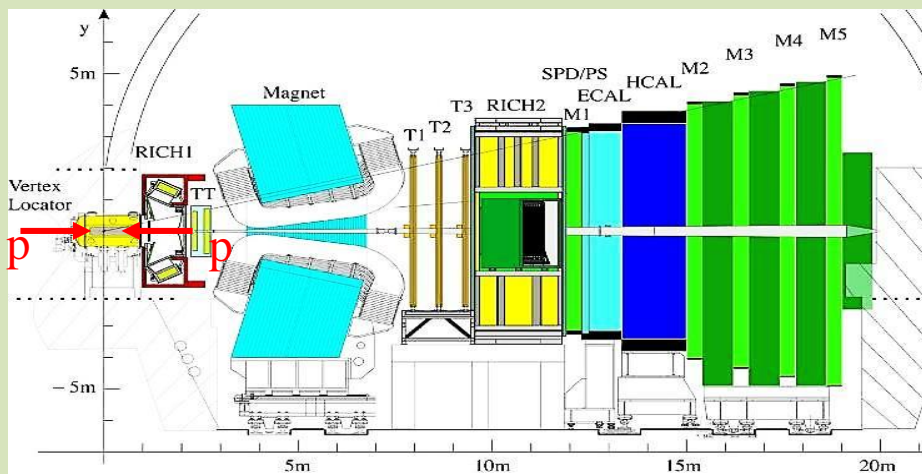 y
5m
Magnet
RICH1
TT
Vertex
Locator
p
p
T1
T2
T3
RICH2
SPD/PS
M1
ECAL
HCAL
M2
M3
M4
M5
−5m
5m
10m
15m
20m